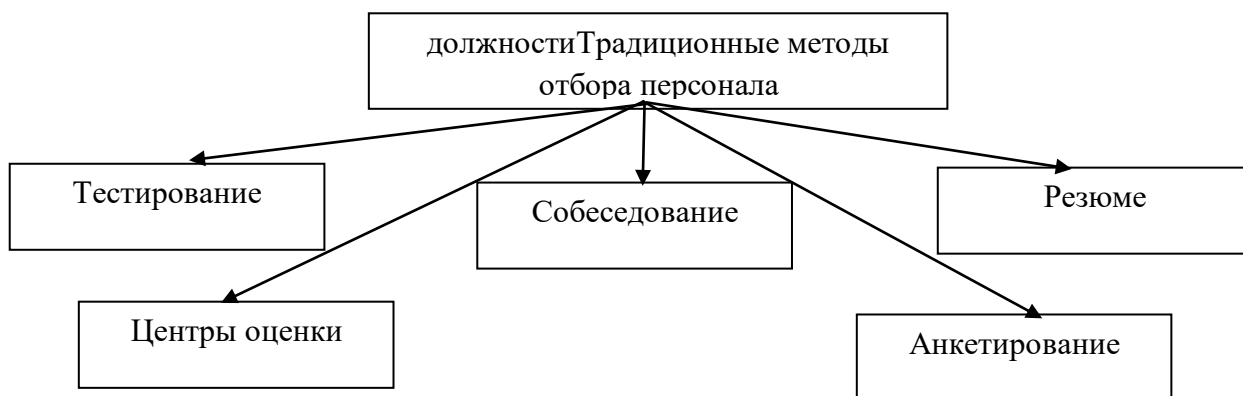 должностиТрадиционные методы
отбора персонала
Тестирование
Собеседование
Резюме
Центры оценки
Анкетирование